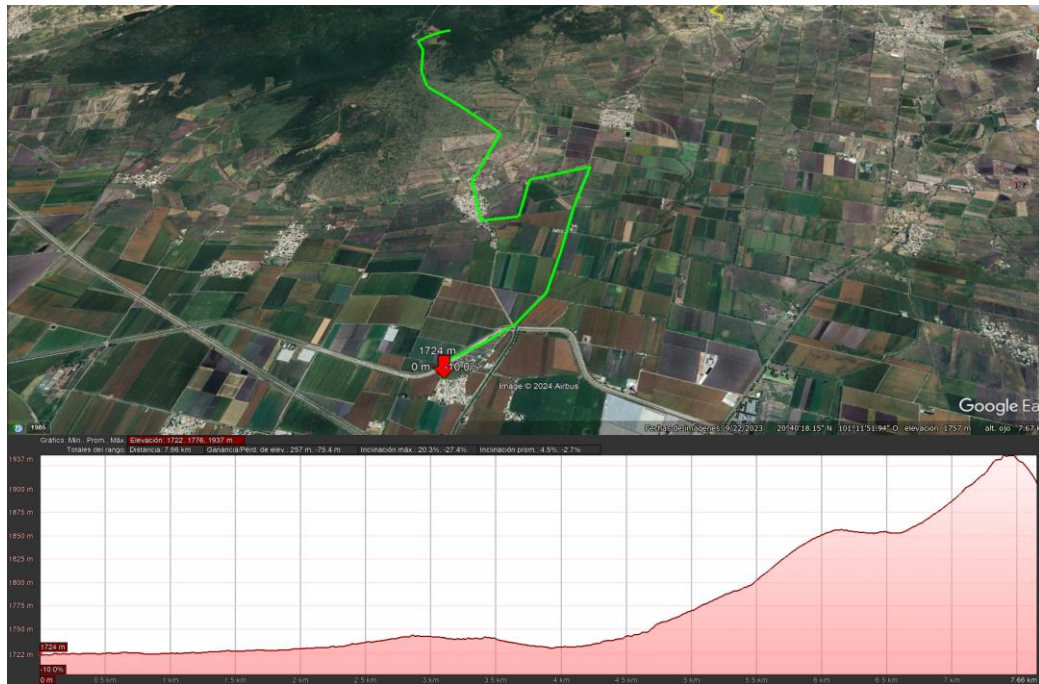 1724 m
0 m
Image © 2024 Airbus
Google Ea
1985
Fechas de imágenes: 9/22/2023 20°40'18.15" N 101°11'51.94" O elevación 1757 m alt. ojo 7.67 k
Gráfico: Mín., Prom., Máx. Elevación: 1722, 1776, 1937 m
Totales del rango: Distancia: 7.66 km Ganancia/Pérd. de elev.: 257 m, -75.4 m Inclinación máx.: 20.3%, -27.4% Inclinación prom.: 4.5%, -2.7%
1937 m
1900 m
1875 m
1850 m
1825 m
1800 m
1775 m
1750 m
1724 m
1722 m
-10.0%
0 m 0.5 km 1 km 1.5 km 2 km 2.5 km 3 km 3.5 km 4 km 4.5 km 5 km 5.5 km 6 km 6.5 km 7 km 7.66 km